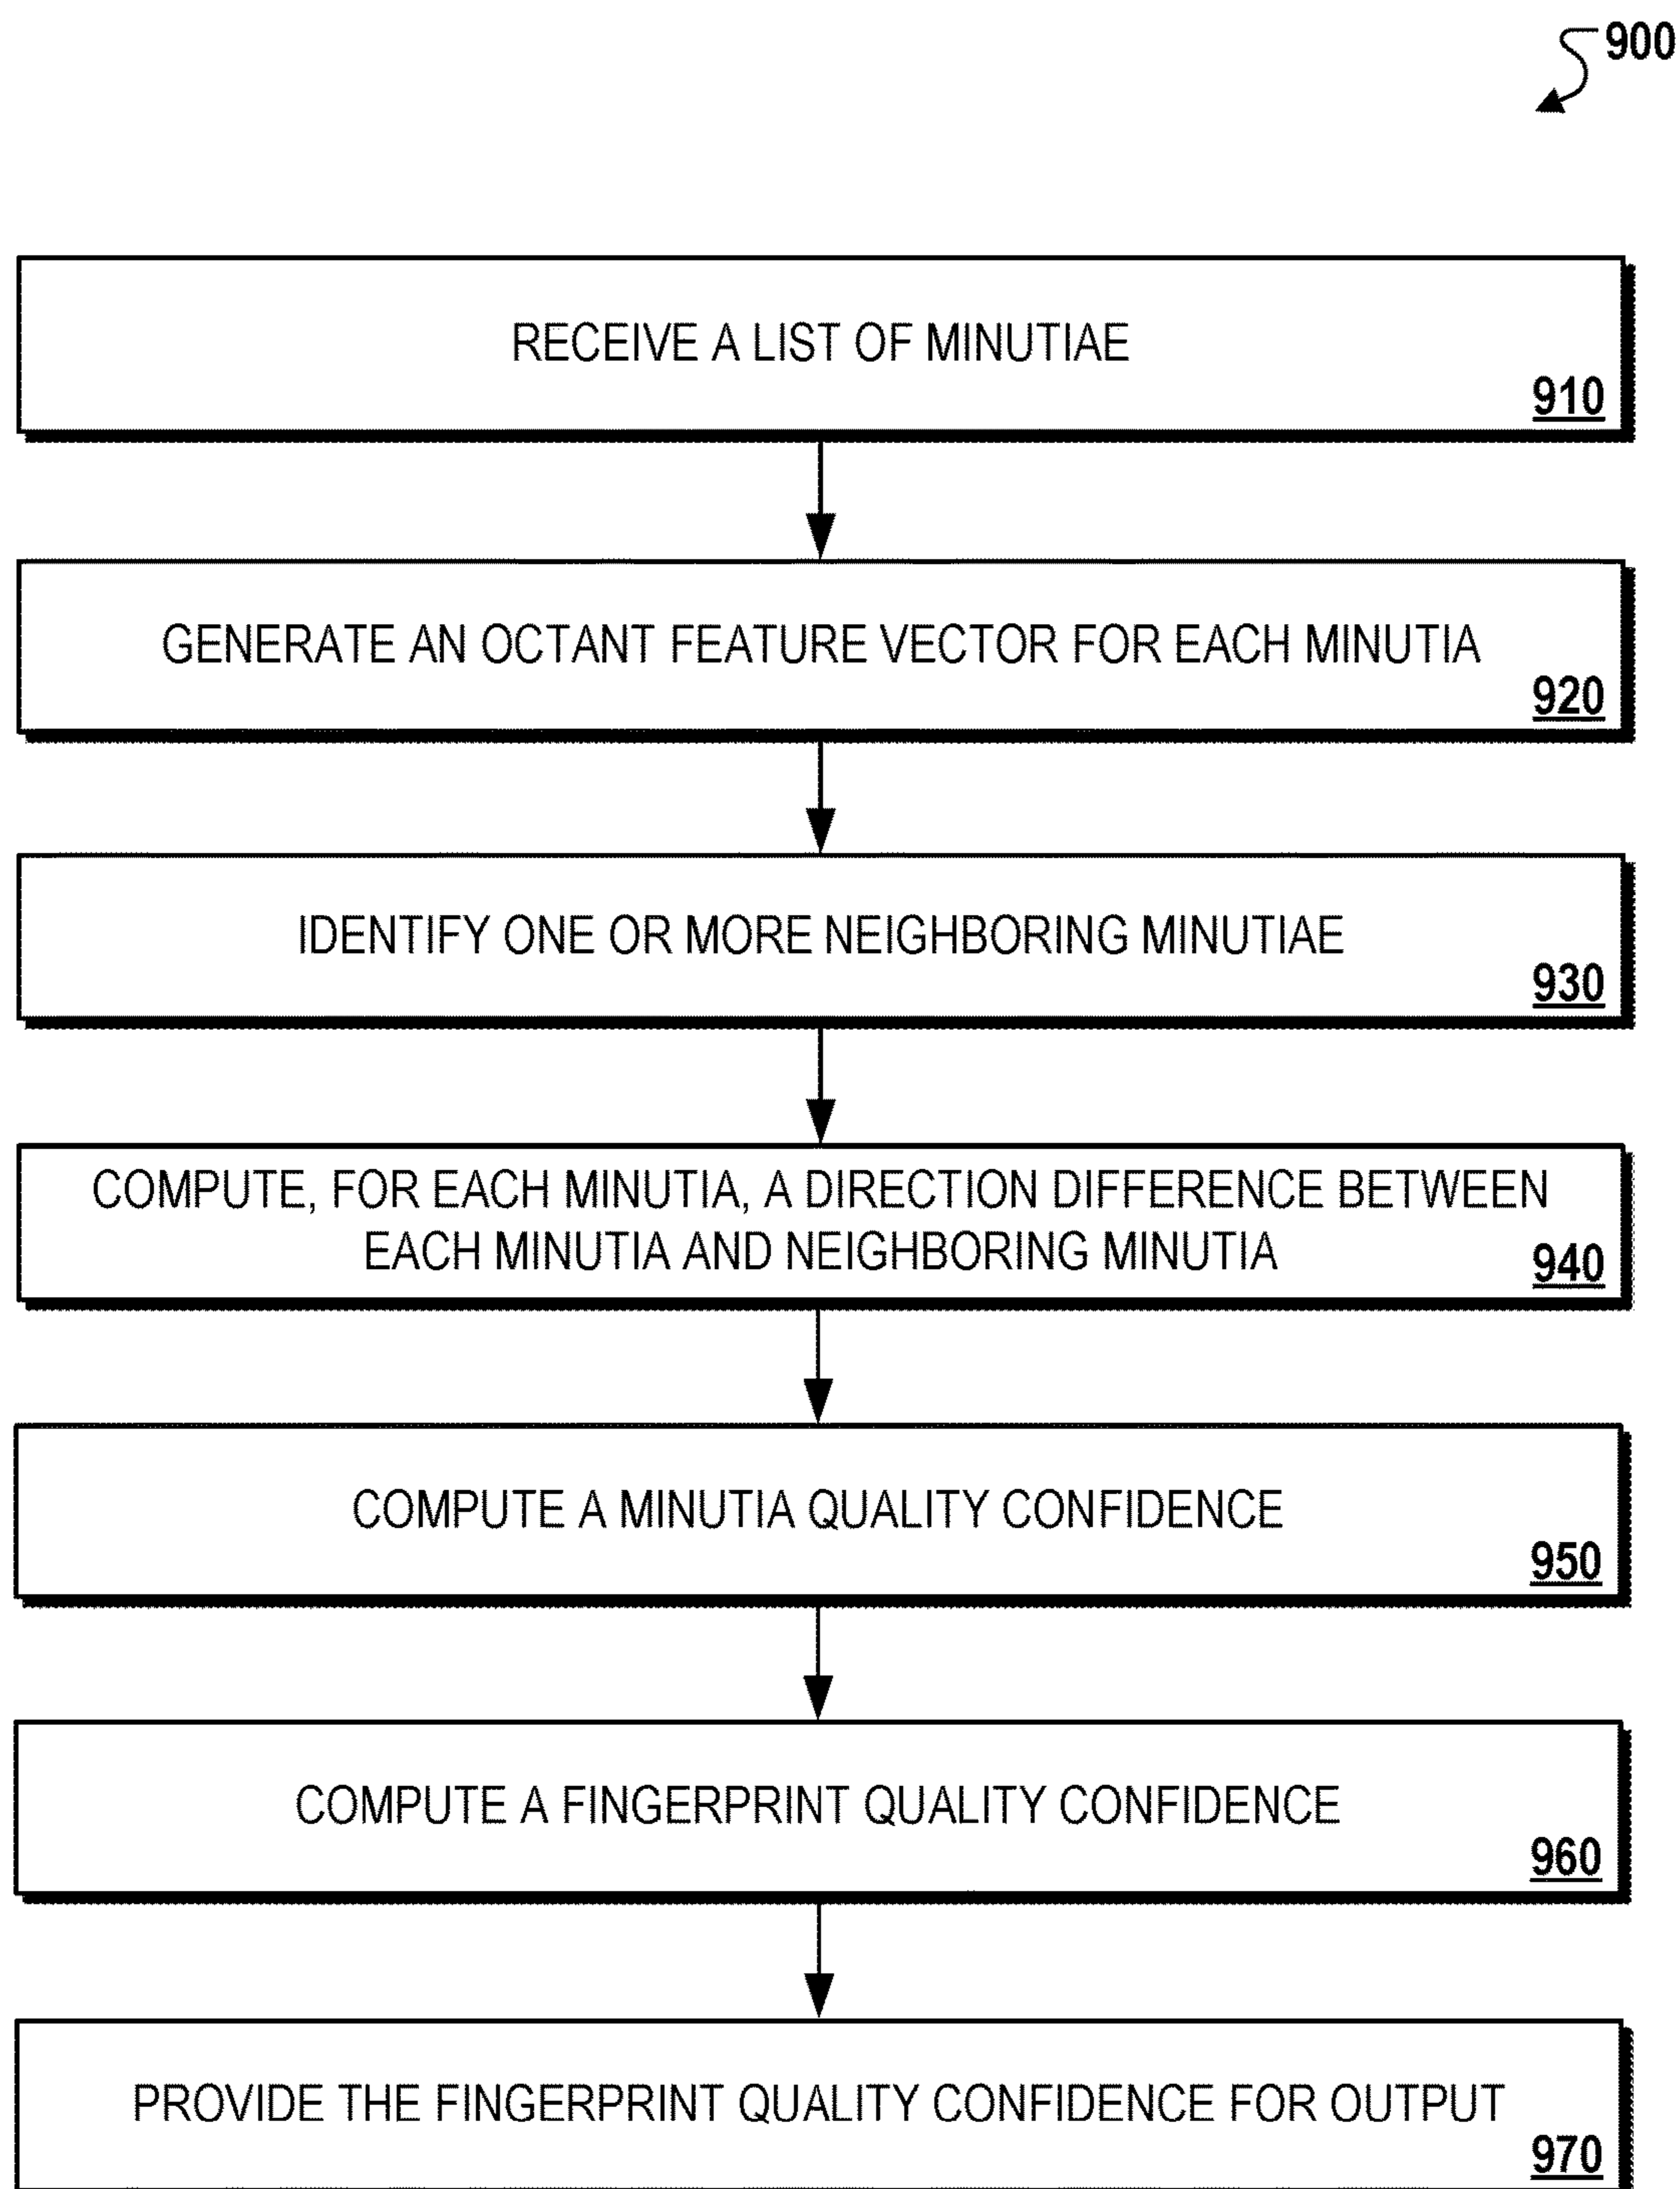 900
RECEIVE A LIST OF MINUTIAE
910
GENERATE AN OCTANT FEATURE VECTOR FOR EACH MINUTIA
920
IDENTIFY ONE OR MORE NEIGHBORING MINUTIAE
930
COMPUTE, FOR EACH MINUTIA, A DIRECTION DIFFERENCE BETWEEN
EACH MINUTIA AND NEIGHBORING MINUTIA
940
COMPUTE A MINUTIA QUALITY CONFIDENCE
950
COMPUTE A FINGERPRINT QUALITY CONFIDENCE
960
PROVIDE THE FINGERPRINT QUALITY CONFIDENCE FOR OUTPUT
970